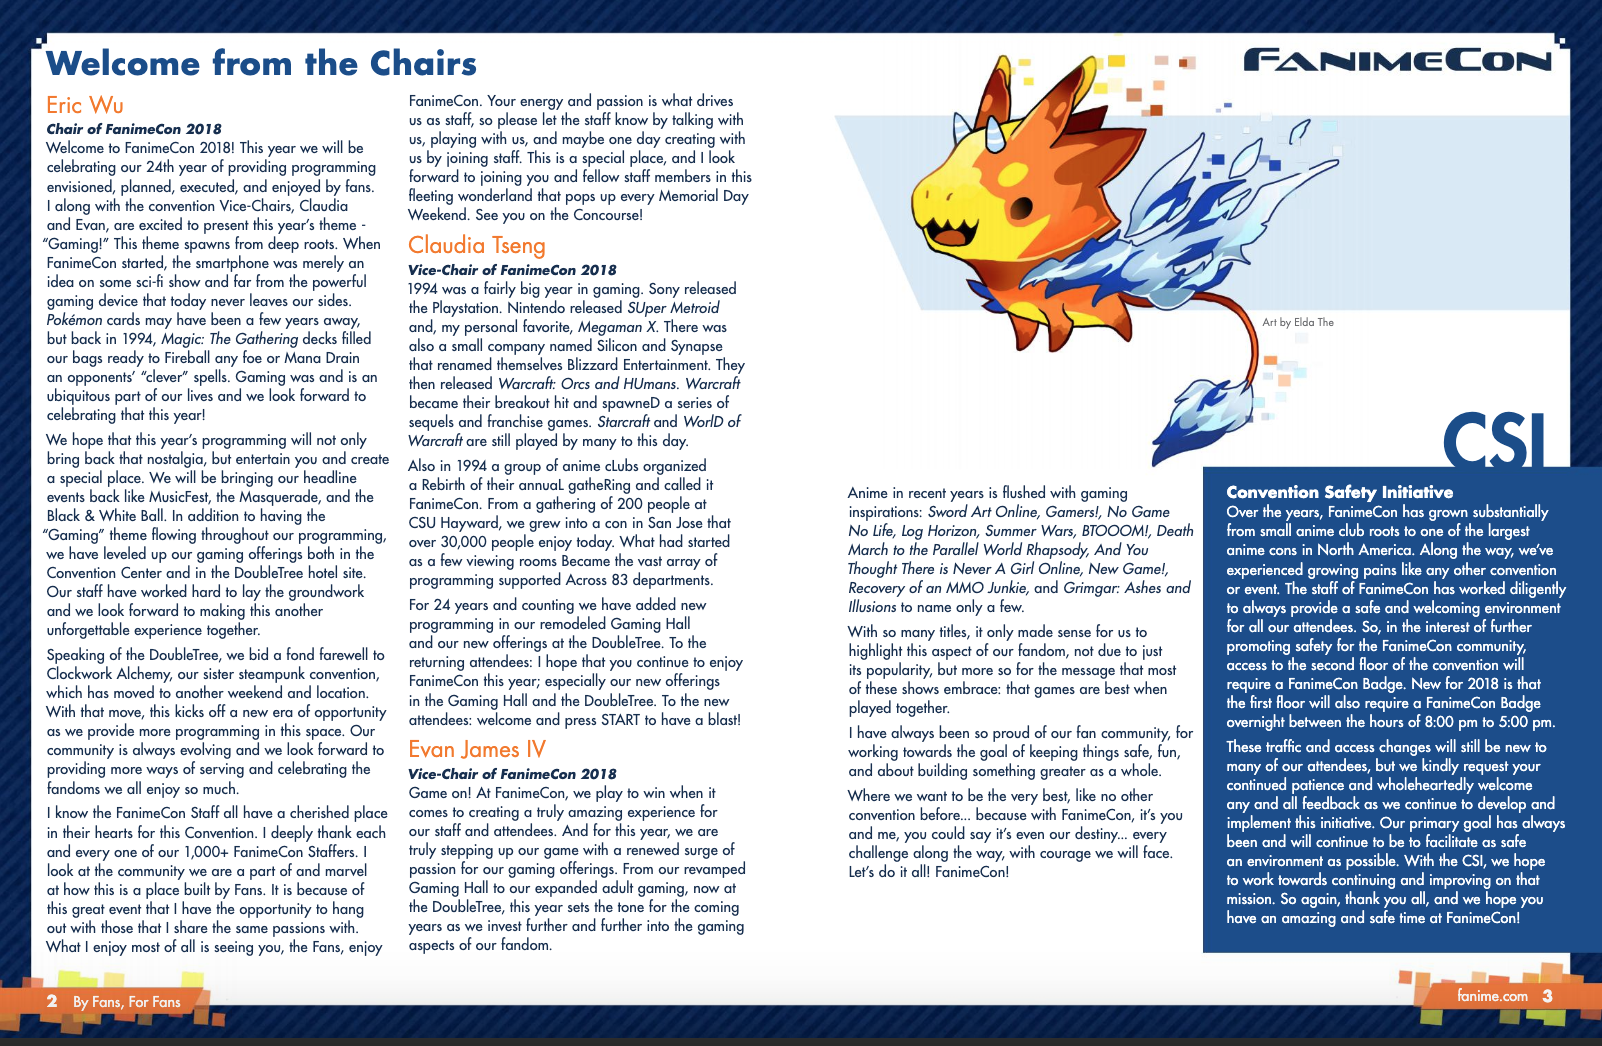 Welcome from the Chairs
Eric Wu
Chair of FanimeCon 2018
Welcome to FanimeCon 2018! This year we will be
celebrating our 24th year of providing programming
envisioned, planned, executed, and enjoyed by fans.
I along with the convention Vice-Chairs, Claudia
and Evan, are excited to present this year's theme -
"Gaming!" This theme spawns from deep roots. When
FanimeCon started, the smartphone was merely an
idea on some sci-fi show and far from the powerful
gaming device that today never leaves our sides.
Pokémon cards may have been a few years away,
but back in 1994, Magic: The Gathering decks filled
our bags ready to Fireball any foe or Mana Drain
an opponents' "clever" spells. Gaming was and is an
ubiquitous part of our lives and we look forward to
celebrating that this year!
We hope that this year's programming will not only
bring back that nostalgia, but entertain you and create
a special place. We will be bringing our headline
events back like MusicFest, the Masquerade, and the
Black & White Ball. In addition to having the
"Gaming" theme flowing throughout our programming,
we have leveled up our gaming offerings both in the
Convention Center and in the DoubleTree hotel site.
Our staff have worked hard to lay the groundwork
and we look forward to making this another
unforgettable experience together.
Speaking of the DoubleTree, we bid a fond farewell to
Clockwork Alchemy, our sister steampunk convention,
which has moved to another weekend and location.
With that move, this kicks off a new era of opportunity
as we provide more programming in this space. Our
community is always evolving and we look forward to
providing more ways of serving and celebrating the
fandoms we all enjoy so much.
I know the FanimeCon Staff all have a cherished place
in their hearts for this Convention. I deeply thank each
and every one of our 1,000+ FanimeCon Staffers. I
look at the community we are a part of and marvel
at how this is a place built by Fans. It is because of
this great event that I have the opportunity to hang
out with those that I share the same passions with.
What I enjoy most of all is seeing you, the Fans, enjoy
FanimeCon. Your energy and passion is what drives
us as staff, so please let the staff know by talking with
us, playing with us, and maybe one day creating with
us by joining staff. This is a special place, and I look
forward to joining you and fellow staff members in this
fleeting wonderland that pops up every Memorial Day
Weekend. See you on the Concourse!
Claudia Tseng
Vice-Chair of FanimeCon 2018
1994 was a fairly big year in gaming. Sony released
the Playstation. Nintendo released SUper Metroid
and, my personal favorite, Megaman X. There was
also a small company named Silicon and Synapse
that renamed themselves Blizzard Entertainment. They
then released Warcraft: Orcs and HUmans. Warcraft
became their breakout hit and spawneD a series of
sequels and franchise games. Starcraft and WorlD of
Warcraft are still played by many to this day.
Also in 1994 a group of anime cLubs organized
a Rebirth of their annuaL gatheRing and called it
FanimeCon. From a gathering of 200 people at
CSU Hayward, we grew into a con in San Jose that
over 30,000 people enjoy today. What had started
as a few viewing rooms Became the vast array of
programming supported Across 83 departments.
For 24 years and counting we have added new
programming in our remodeled Gaming Hall
and our new offerings at the DoubleTree. To the
returning attendees: I hope that you continue to enjoy
FanimeCon this year; especially our new offerings
in the Gaming Hall and the DoubleTree. To the new
attendees: welcome and press START to have a blast!
Evan James IV
Vice-Chair of FanimeCon 2018
Game on! At FanimeCon, we play to win when it
comes to creating a truly amazing experience for
our staff and attendees. And for this year, we are
truly stepping up our game with a renewed surge of
passion for our gaming offerings. From our revamped
Gaming Hall to our expanded adult gaming, now at
the DoubleTree, this year sets the tone for the coming
years as we invest further and further into the gaming
aspects of our fandom.
2 By Fans, For Fans
FANIMECON
Art by Elda The
Anime in recent years is flushed with gaming
inspirations: Sword Art Online, Gamers!, No Game
No Life, Log Horizon, Summer Wars, BTOOOM!, Death
March to the Parallel World Rhapsody, And You
Thought There is Never A Girl Online, New Game!,
Recovery of an MMO Junkie, and Grimgar: Ashes and
Illusions to name only a few.
With so many titles, it only made sense for us to
highlight this aspect of our fandom, not due to just
its popularity, but more so for the message that most
of these shows embrace: that games are best when
played together.
I have always been so proud of our fan community, for
working towards the goal of keeping things safe, fun,
and about building something greater as a whole.
Where we want to be the very best, like no other
convention before... because with FanimeCon, it's you
and me, you could say it's even our destiny... every
challenge along the way, with courage we will face.
Let's do it all! FanimeCon!
CSI
Convention Safety Initiative
Over the years, FanimeCon has grown substantially
from small anime club roots to one of the largest
anime cons in North America. Along the way, we've
experienced growing pains like any other convention
or event. The staff of FanimeCon has worked diligently
to always provide a safe and welcoming environment
for all our attendees. So, in the interest of further
promoting safety for the FanimeCon community,
access to the second floor of the convention will
require a FanimeCon Badge. New for 2018 is that
the first floor will also require a FanimeCon Badge
overnight between the hours of 8:00 pm to 5:00 pm.
These traffic and access changes will still be new to
many of our attendees, but we kindly request your
continued patience and wholeheartedly welcome
any and all feedback as we continue to develop and
implement this initiative. Our primary goal has always
been and will continue to be to facilitate as safe
an environment as possible. With the CSI, we hope
to work towards continuing and improving on that
mission. So again, thank you all, and we hope you
have an amazing and safe time at FanimeCon!
fanime.com 3